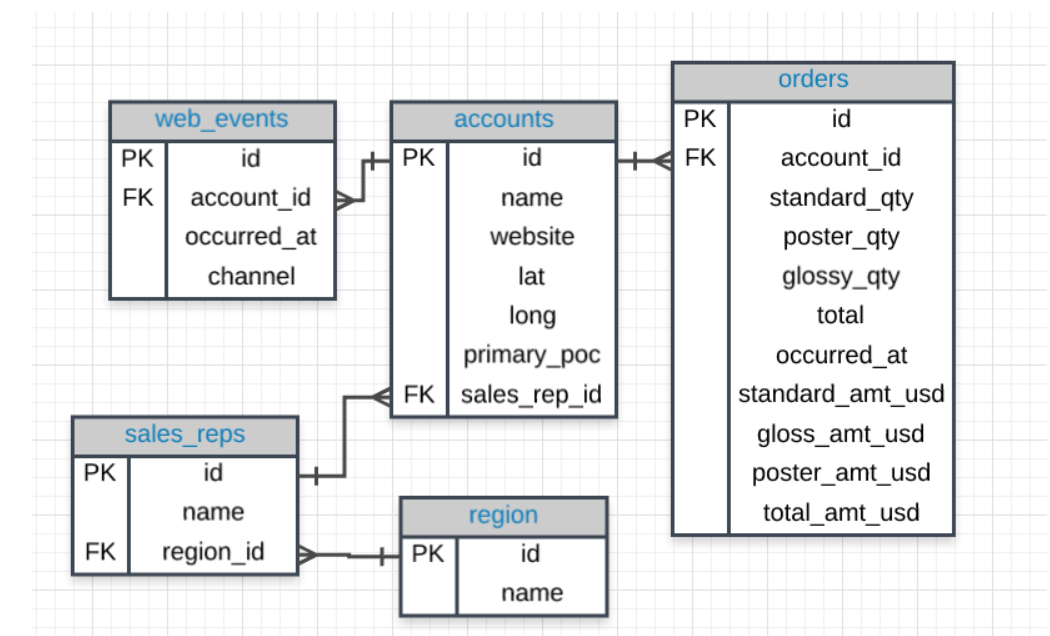 web_events
PK id
FK account_id
occurred_at
channel
accounts
PK id
name
website
lat
long
primary_poc
FK sales_rep_id
orders
PK id
FK account_id
standard_qty
poster_qty
glossy_qty
total
occurred_at
standard_amt_usd
gloss_amt_usd
poster_amt_usd
total_amt_usd
sales_reps
PK id
name
FK region_id
region
PK id
name